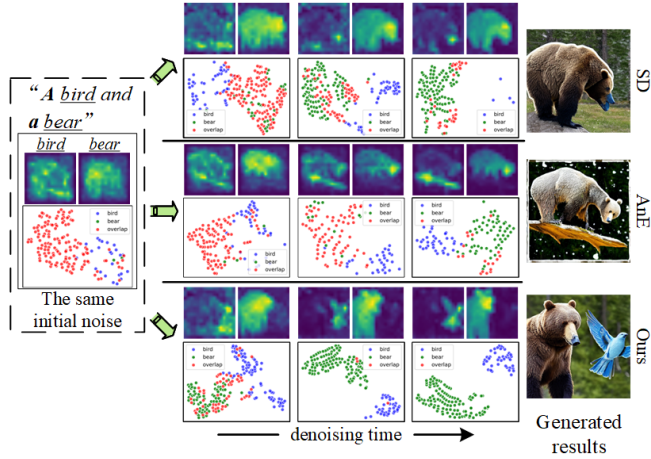 “A bird and
a bear”
bird bear
bird
bear
overlap
The same
initial noise
bird
bear
overlap
bird
bear
overlap
bird
bear
overlap
SD
bird
bear
overlap
bird
bear
overlap
bird
bear
overlap
AnE
bird
bear
overlap
bird
bear
overlap
bird
bear
overlap
Ours
denoising time
Generated
results